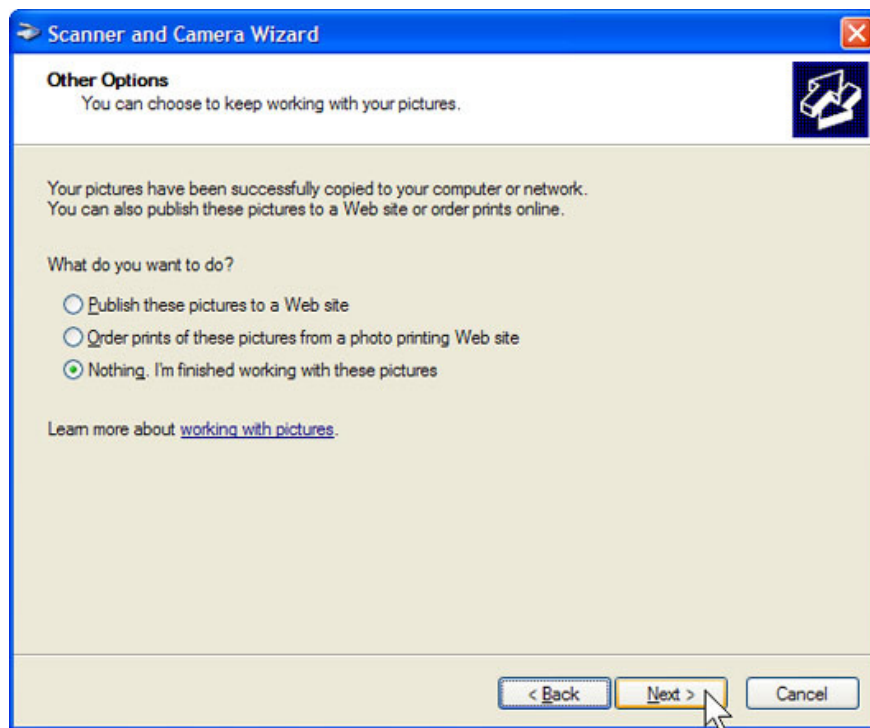 Scanner and Camera Wizard
Other Options
You can choose to keep working with your pictures.
Your pictures have been successfully copied to your computer or network.
You can also publish these pictures to a Web site or order prints online.
What do you want to do?
Publish these pictures to a Web site
Order prints of these pictures from a photo printing Web site
Nothing. I'm finished working with these pictures
Learn more about working with pictures.
< Back Next > Cancel